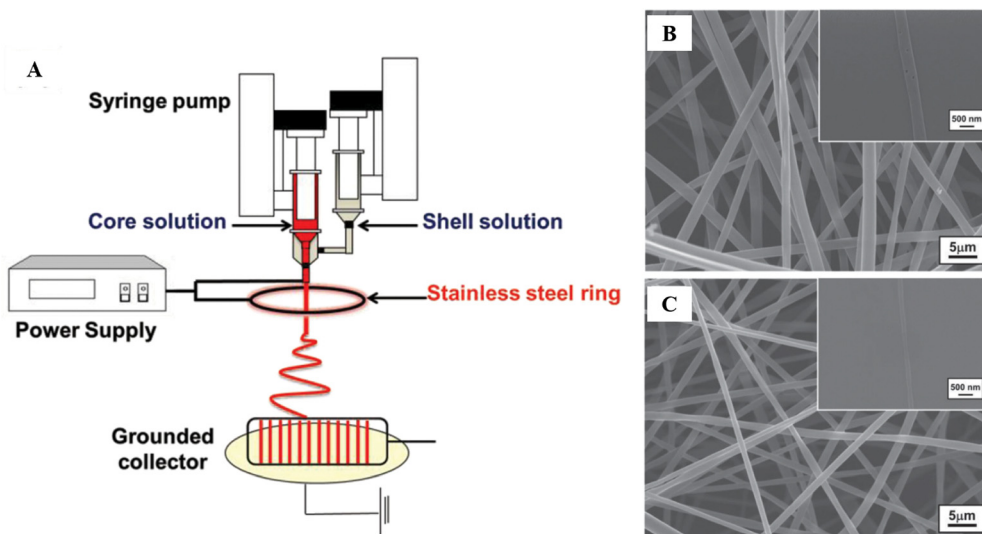 A
Syringe pump
Core solution
Shell solution
Stainless steel ring
Power Supply
Grounded
collector
B
500 nm
5μm
C
500 nm
5μm